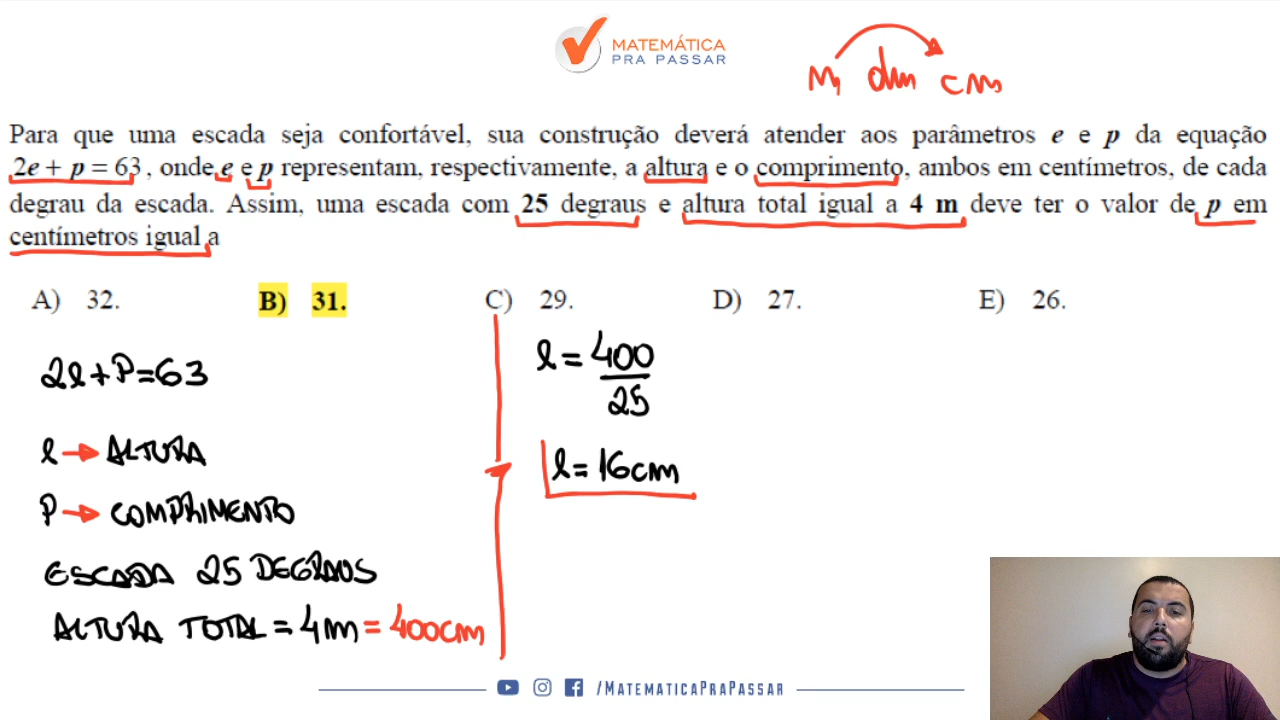 MATEMÁTICA
PRA PASSAR
m dm cm
Para que uma escada seja confortável, sua construção deverá atender aos parâmetros e e p da equação
2e + p = 63, onde e e p representam, respectivamente, a altura e o comprimento, ambos em centímetros, de cada
degrau da escada. Assim, uma escada com 25 degraus e altura total igual a 4 m deve ter o valor de p em
centímetros igual a
A) 32. B) 31. C) 29. D) 27. E) 26.
2e+P=63
e → ALTURA
P → COMPRIMENTO
ESCADA 25 DEGRAUS
ALTURA TOTAL = 4m = 400cm
e = 400
25
e = 16cm
/MATEMATICAPRAPASSAR